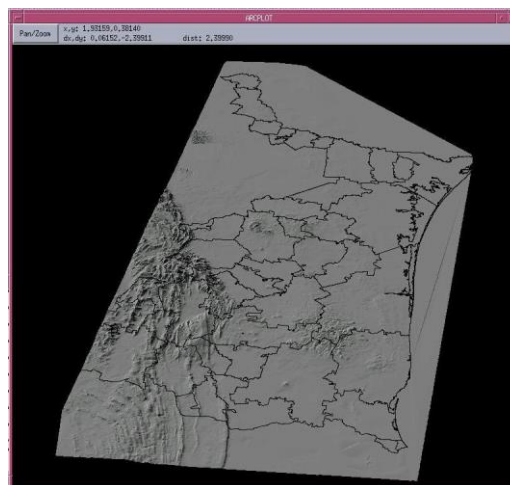 ARCPLOT
Pan/Zoom
x,y: 1,93159,0,38140
dx,dy: 0,06152,-2,39911
dist: 2,39990